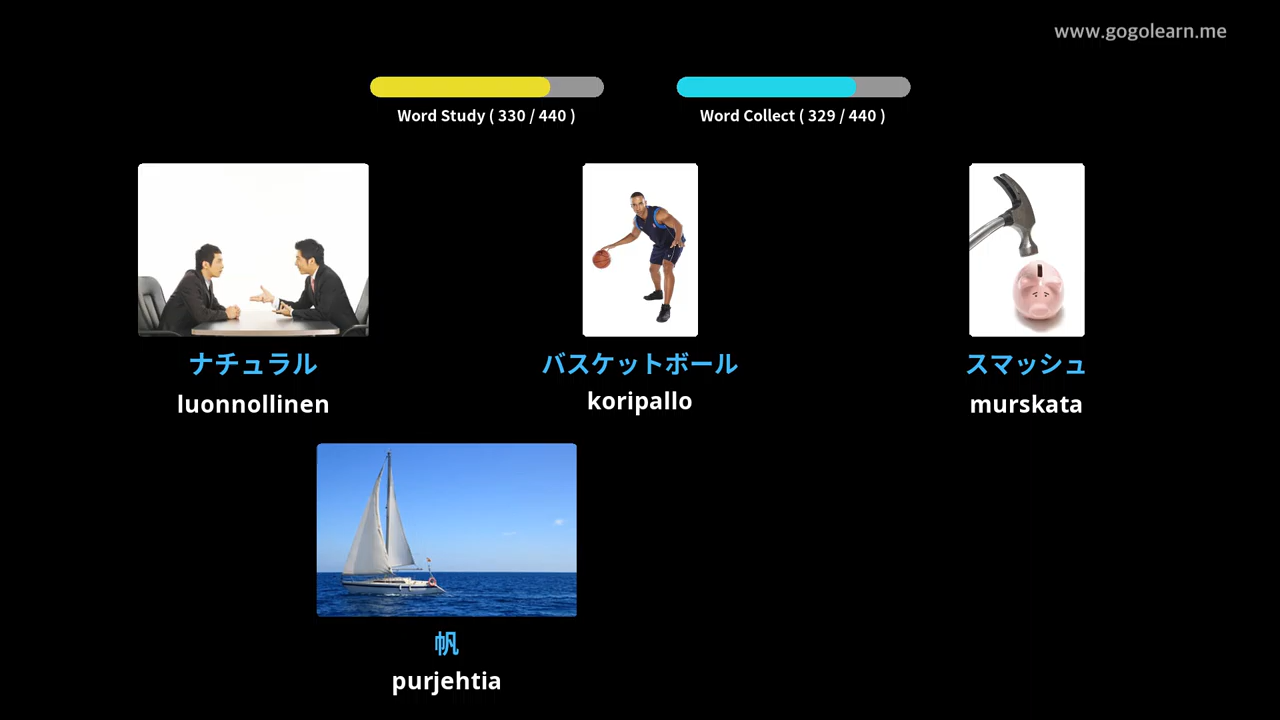 www.gogolearn.me
Word Study ( 330 / 440 )
Word Collect ( 329 / 440 )
ナチュラル
luonnollinen
バスケットボール
koripallo
スマッシュ
murskata
帆
purjehtia